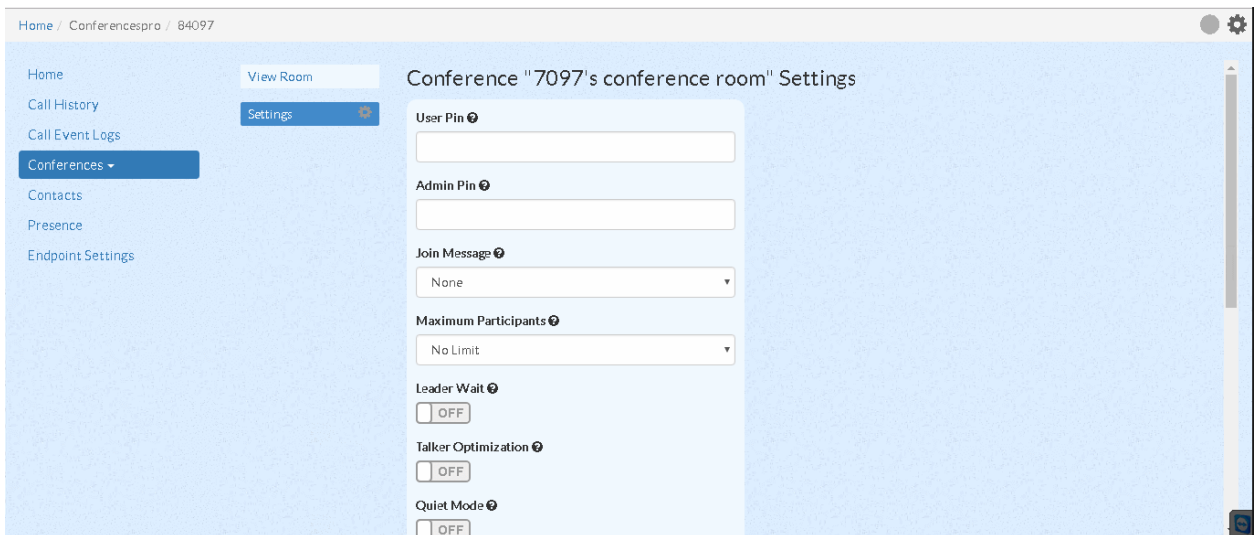 Home / Conferencespro / 84097
Home
Call History
Call Event Logs
Conferences
Contacts
Presence
Endpoint Settings
View Room
Settings
Conference "7097's conference room" Settings
User Pin
Admin Pin
Join Message
None
Maximum Participants
No Limit
Leader Wait
OFF
Talker Optimization
OFF
Quiet Mode
OFF